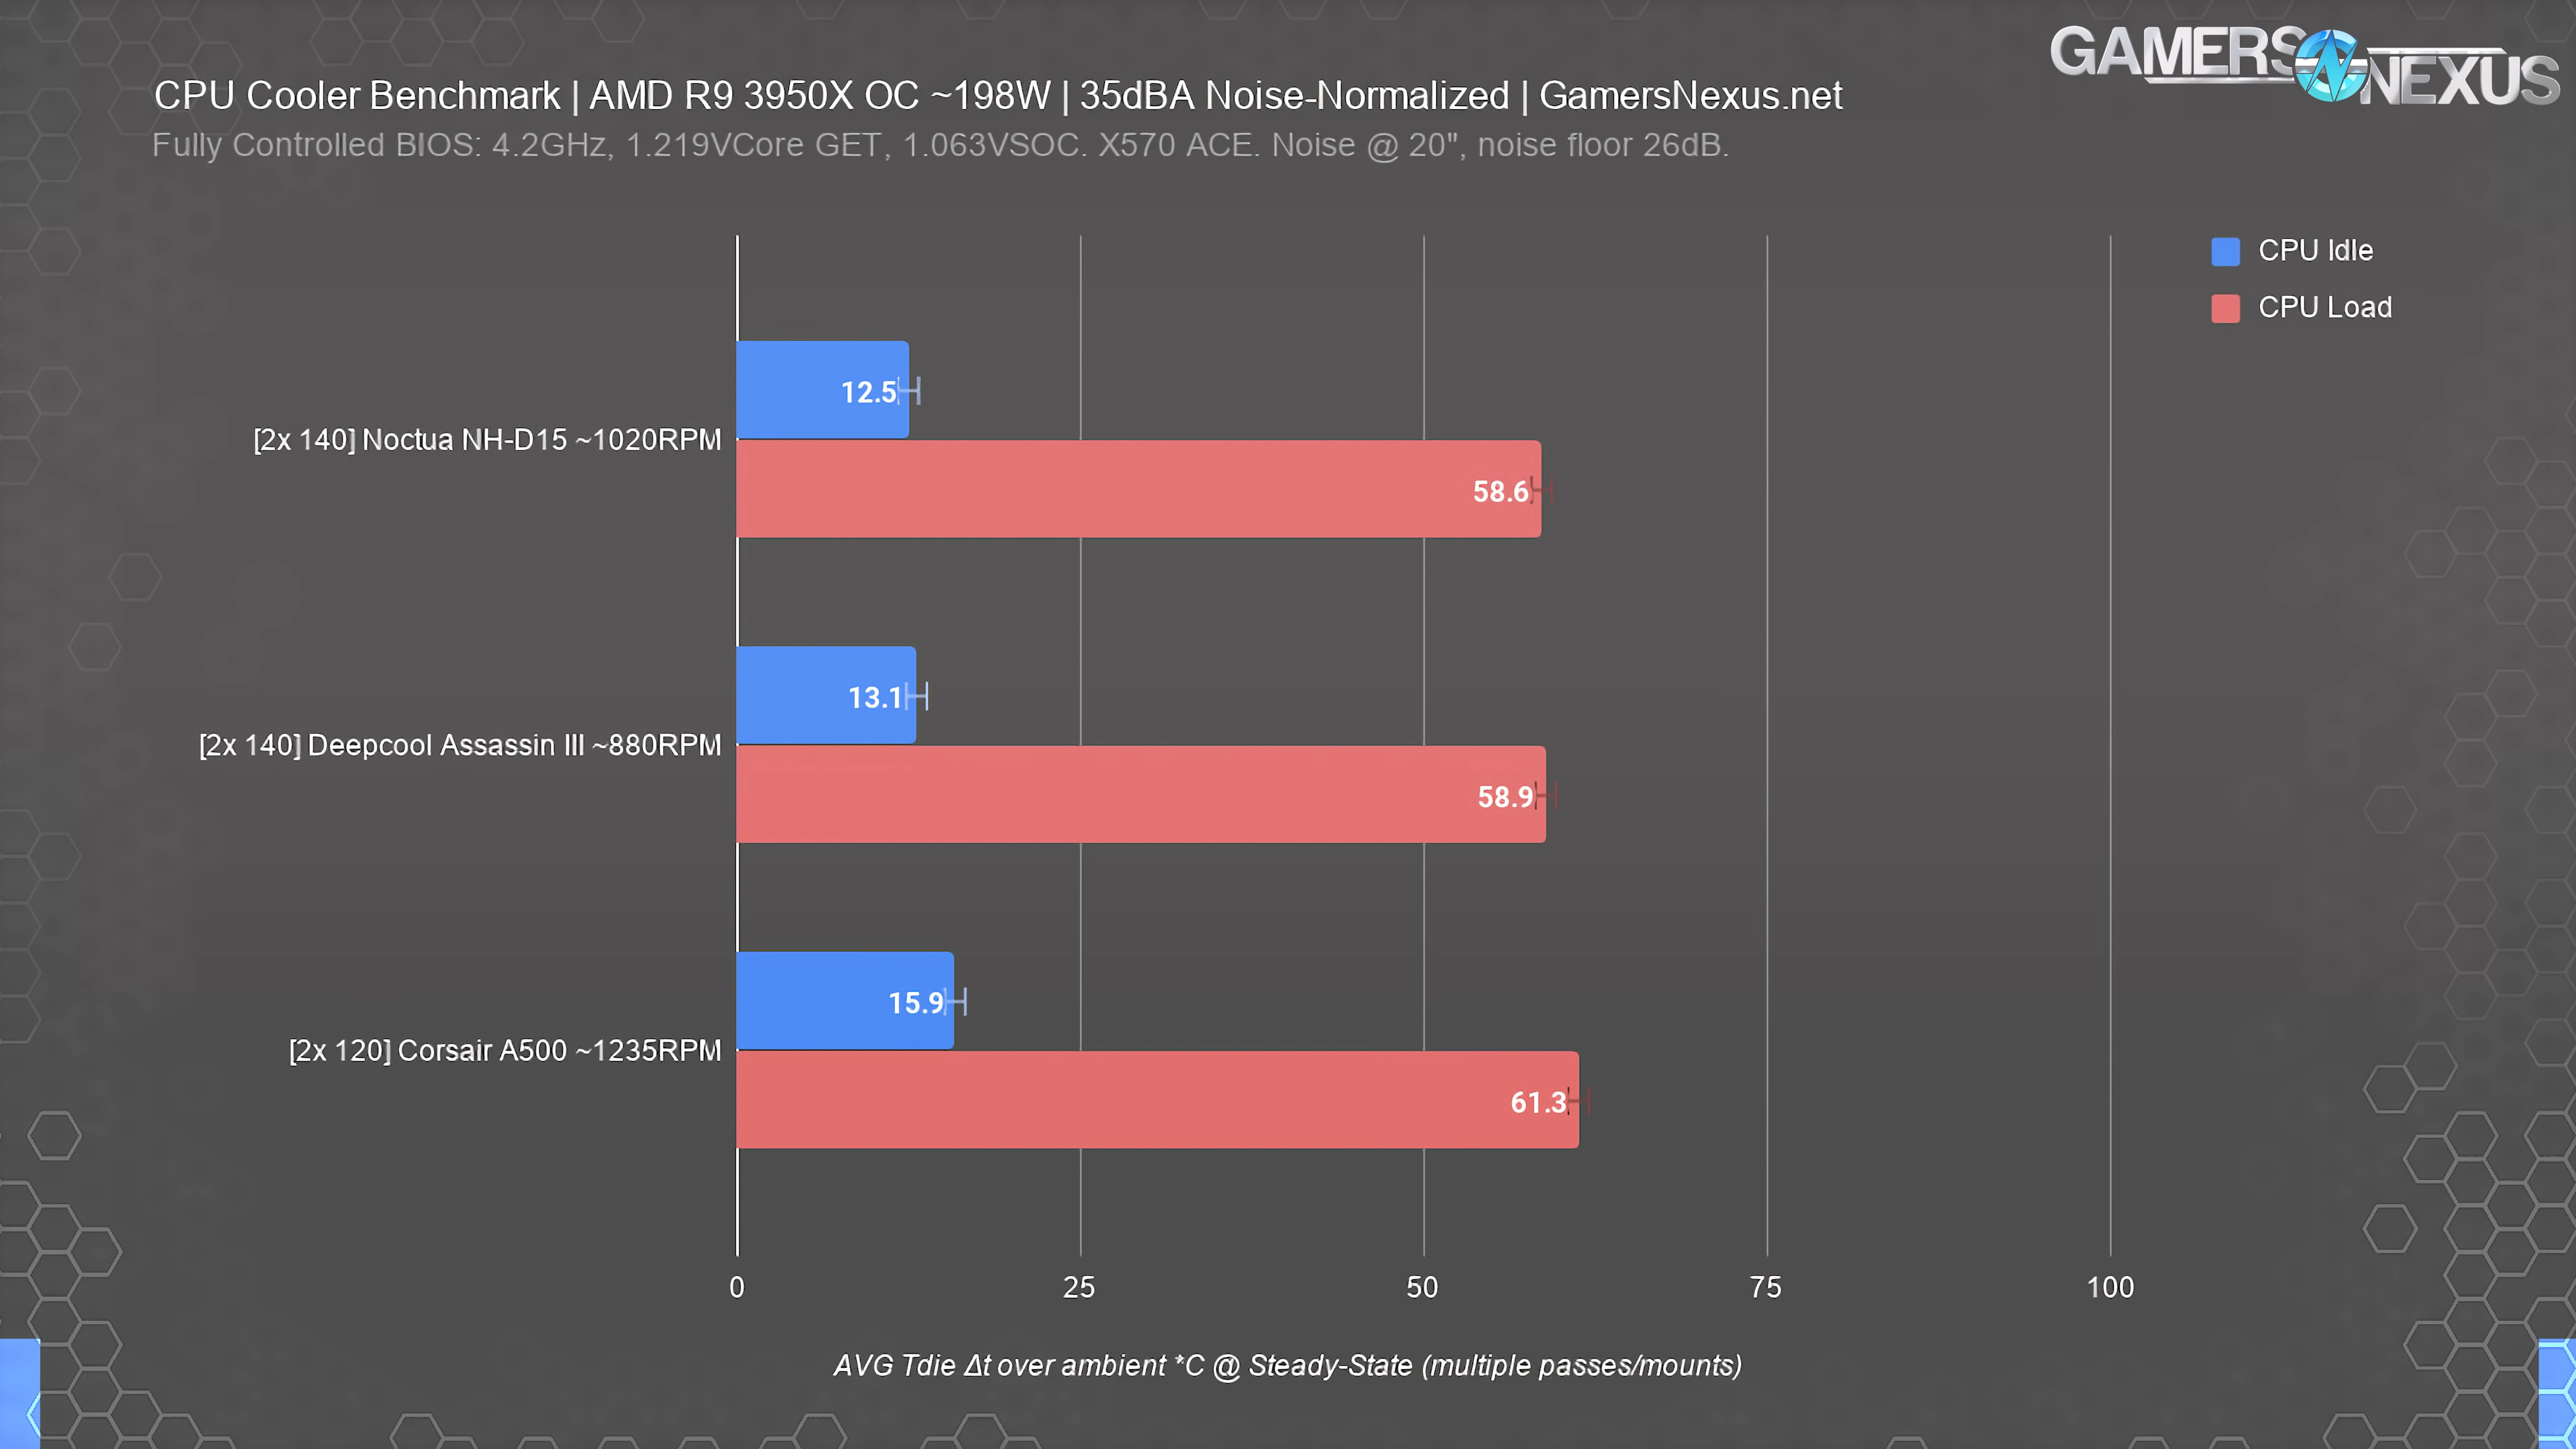 GAMERS NEXUS
CPU Cooler Benchmark | AMD R9 3950X OC ~198W | 35dBA Noise-Normalized | GamersNexus.net
Fully Controlled BIOS: 4.2GHz, 1.219VCore GET, 1.063VSOC. X570 ACE. Noise @ 20", noise floor 26dB.
CPU Idle
CPU Load
[2x 140] Noctua NH-D15 ~1020RPM
12.5
58.6
[2x 140] Deepcool Assassin III ~880RPM
13.1
58.9
[2x 120] Corsair A500 ~1235RPM
15.9
61.3
0 25 50 75 100
AVG Tdie Δt over ambient *C @ Steady-State (multiple passes/mounts)